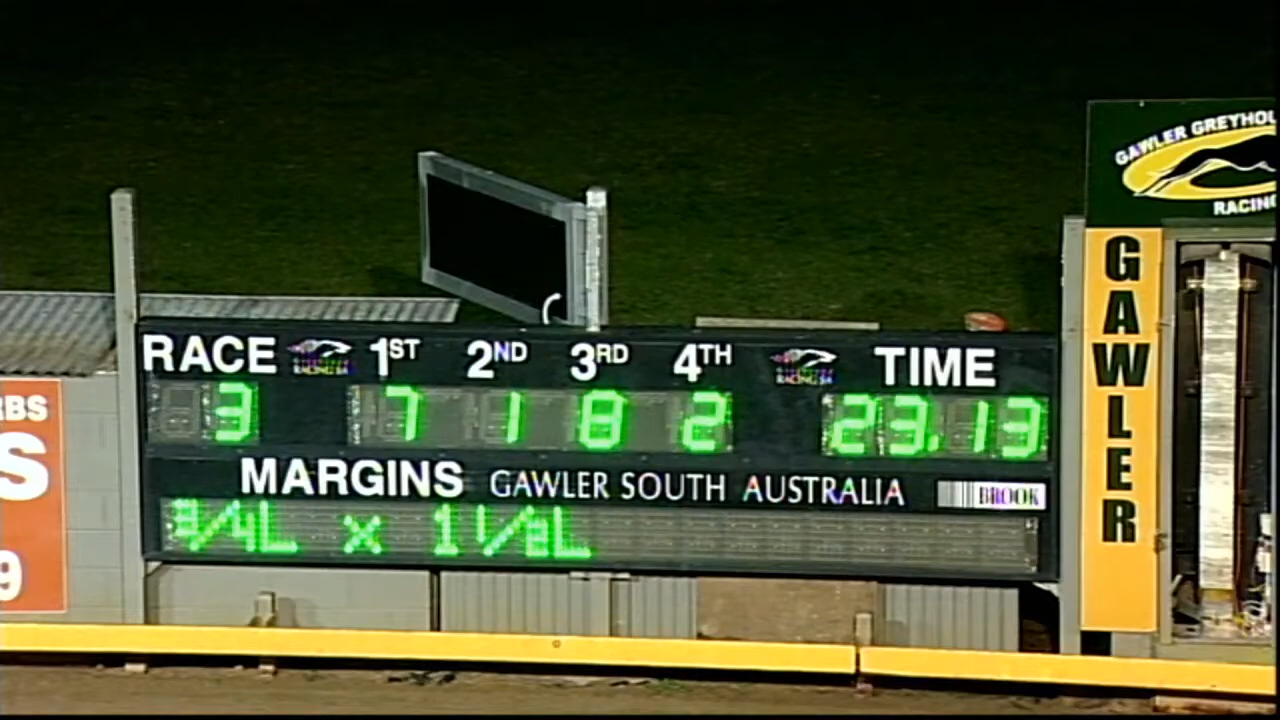 GAWLER GREYHOU
RACING
GAWLER
RACE 1ST 2ND 3RD 4TH TIME
3 7 1 8 2 23.13
MARGINS GAWLER SOUTH AUSTRALIA BROOK
3/4L x 1 1/2L
RBS
S
9